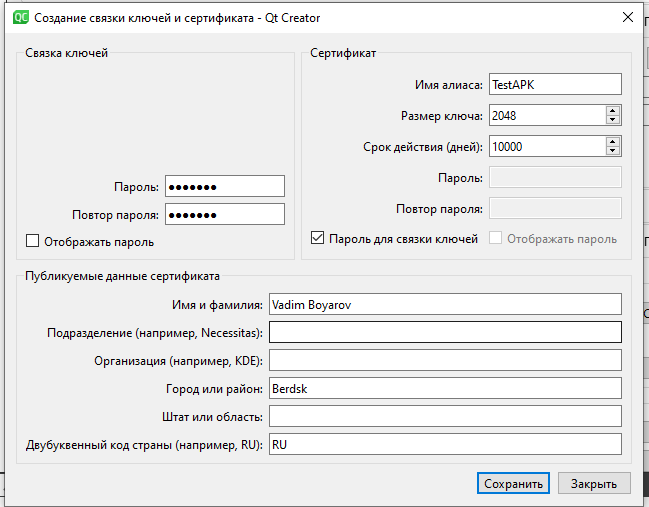 QC Создание связки ключей и сертификата - Qt Creator
Связка ключей
Пароль: ●●●●●●●
Повтор пароля: ●●●●●●●
Отображать пароль
Сертификат
Имя алиаса: TestAPK
Размер ключа: 2048
Срок действия (дней): 10000
Пароль:
Повтор пароля:
Пароль для связки ключей Отображать пароль
Публикуемые данные сертификата
Имя и фамилия: Vadim Boyarov
Подразделение (например, Necessitas):
Организация (например, KDE):
Город или район: Berdsk
Штат или область:
Двубуквенный код страны (например, RU): RU
Сохранить Закрыть